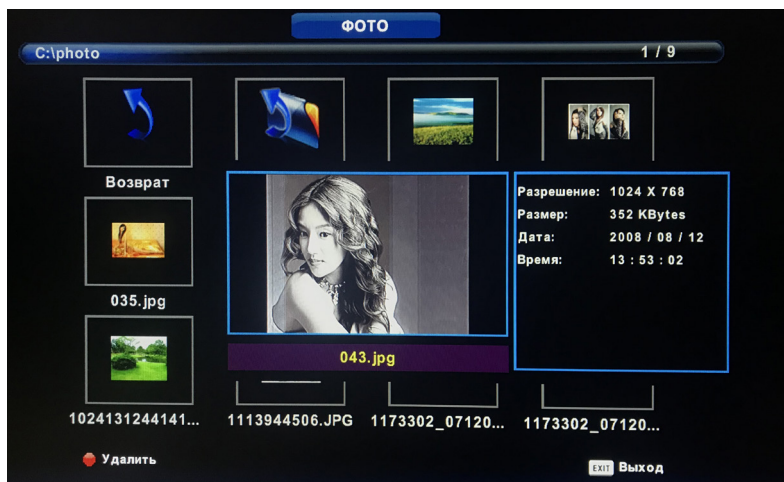 ФОТО
C:\photo 1 / 9
Возврат
Разрешение: 1024 X 768
Размер: 352 KBytes
Дата: 2008 / 08 / 12
Время: 13 : 53 : 02
035.jpg
043.jpg
1024131244141... 1113944506.JPG 1173302_07120... 1173302_07120...
Удалить EXIT Выход